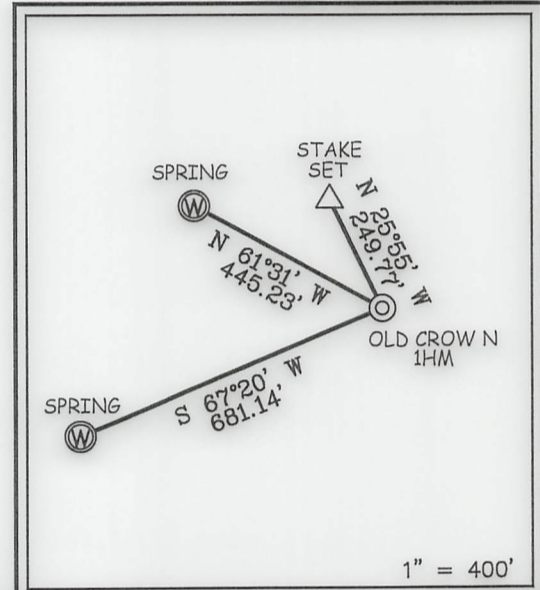 STAKE
SET
SPRING
W
N 25°55' W
249.77'
N 61°31' W
445.23'
OLD CROW N
1HM
S 67°20' W
681.14'
SPRING
W
1" = 400'